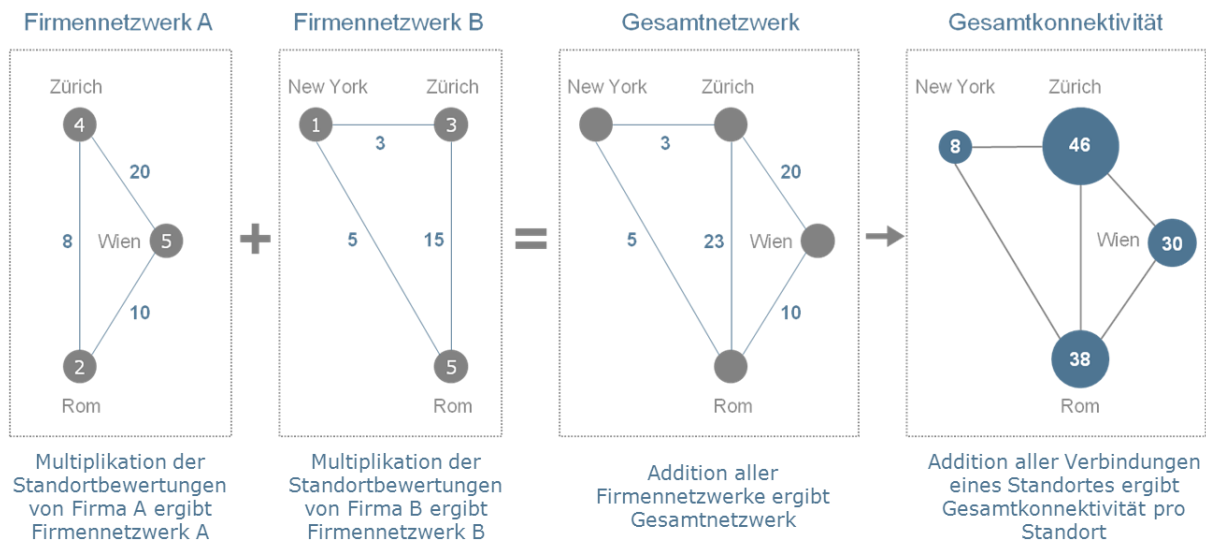 Firmennetzwerk A
Zürich
4
20
8
Wien
5
10
2
Rom
Multiplikation der
Standortbewertungen
von Firma A ergibt
Firmennetzwerk A
+
Firmennetzwerk B
New York
Zürich
1
3
3
5
15
5
Rom
Multiplikation der
Standortbewertungen
von Firma B ergibt
Firmennetzwerk B
=
Gesamtnetzwerk
New York
Zürich
3
20
5
23
Wien
10
Rom
Addition aller
Firmennetzwerke ergibt
Gesamtnetzwerk
Gesamtkonnektivität
New York
Zürich
8
46
Wien
30
38
Rom
Addition aller Verbindungen
eines Standortes ergibt
Gesamtkonnektivität pro
Standort